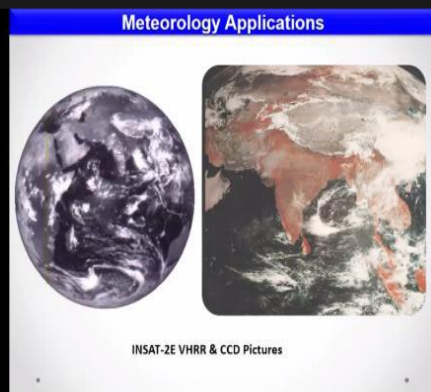 Meteorology Applications
INSAT-2E VHRR & CCD Pictures